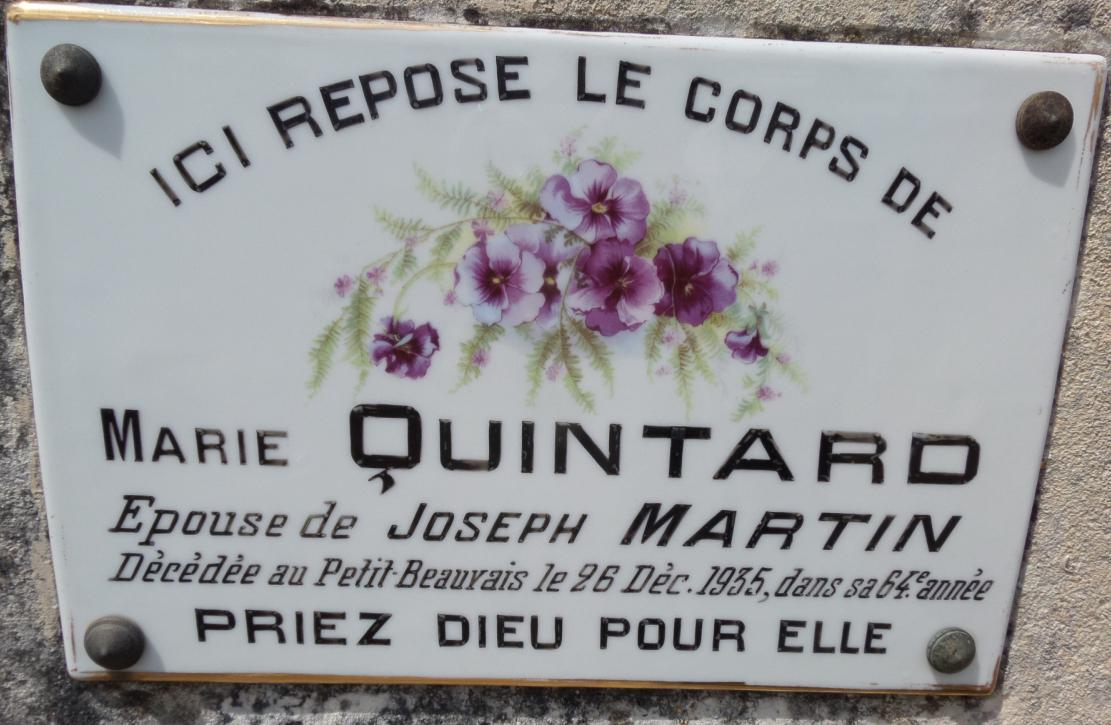 ICI REPOSE LE CORPS DE
MARIE QUINTARD
Epouse de JOSEPH MARTIN
Décédée au Petit-Beauvais le 26 Déc. 1935, dans sa 64e. année
PRIEZ DIEU POUR ELLE